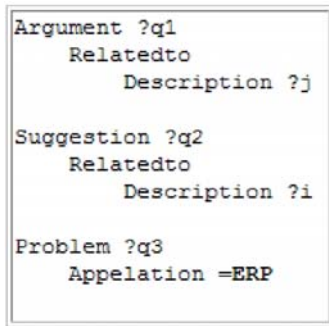 Argument ?q1
Relatedto
Description ?j
Suggestion ?q2
Relatedto
Description ?i
Problem ?q3
Appelation =ERP